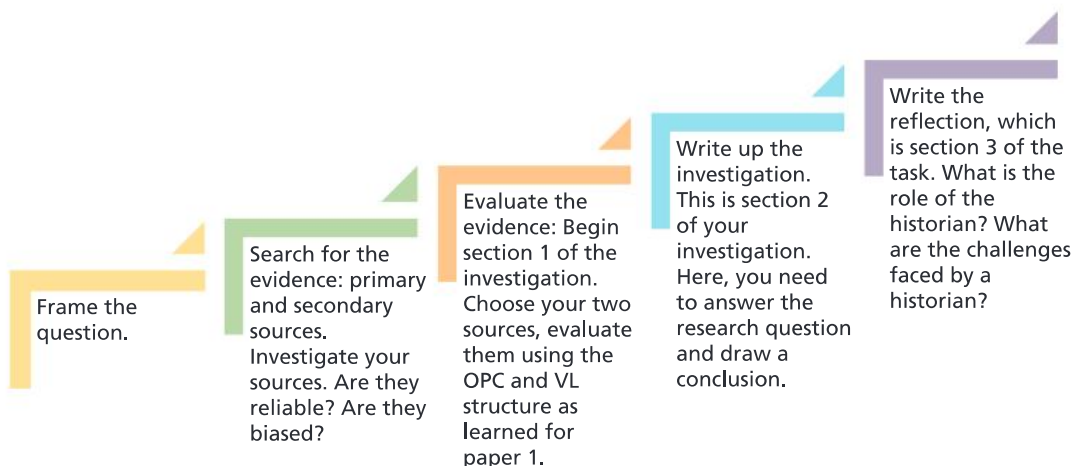 Frame the
question.
Search for the
evidence: primary
and secondary
sources.
Investigate your
sources. Are they
reliable? Are they
biased?
Evaluate the
evidence: Begin
section 1 of the
investigation.
Choose your two
sources, evaluate
them using the
OPC and VL
structure as
learned for
paper 1.
Write up the
investigation.
This is section 2
of your
investigation.
Here, you need
to answer the
research question
and draw a
conclusion.
Write the
reflection, which
is section 3 of the
task. What is the
role of the
historian? What
are the challenges
faced by a
historian?